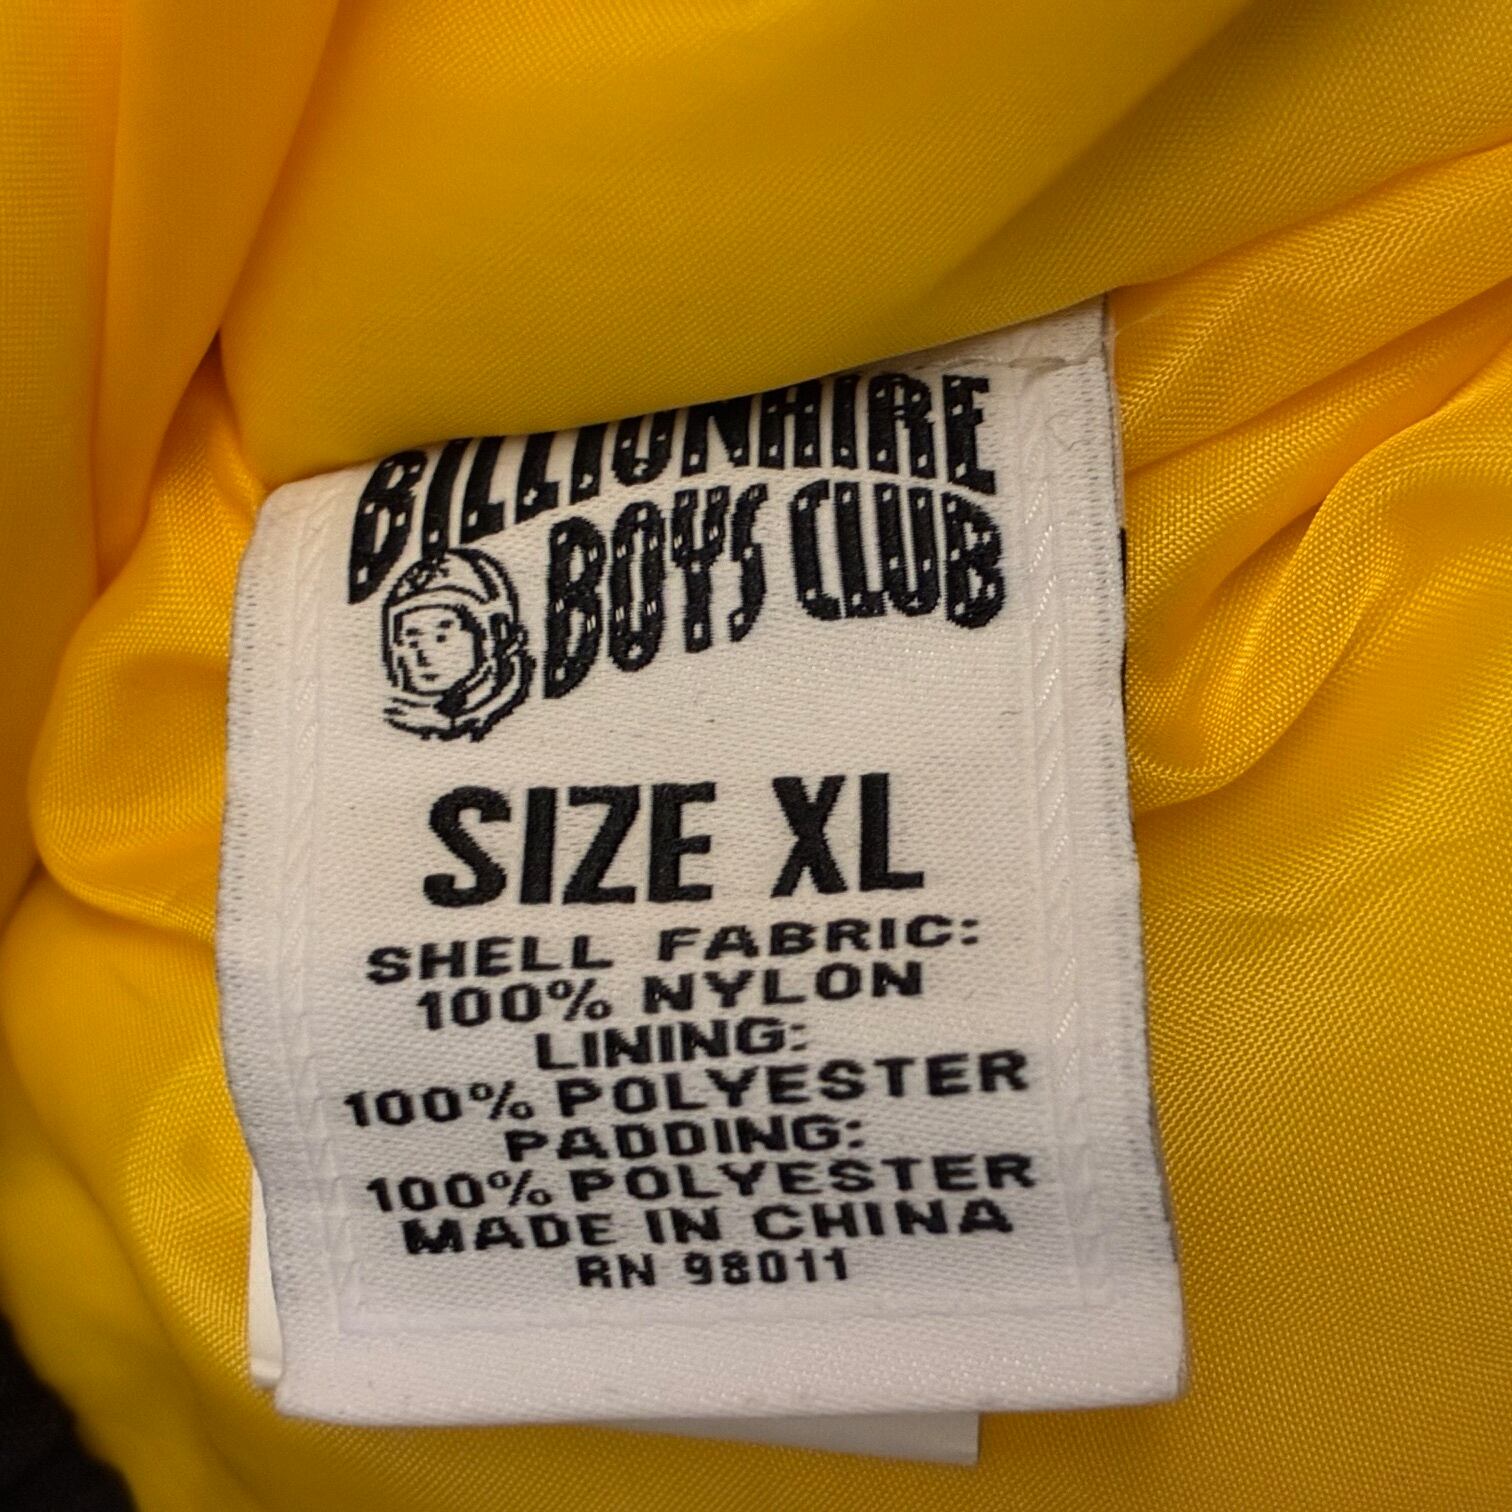 BILLIONAIRE
BOYS CLUB
SIZE XL
SHELL FABRIC:
100% NYLON
LINING:
100% POLYESTER
PADDING:
100% POLYESTER
MADE IN CHINA
RN 98011